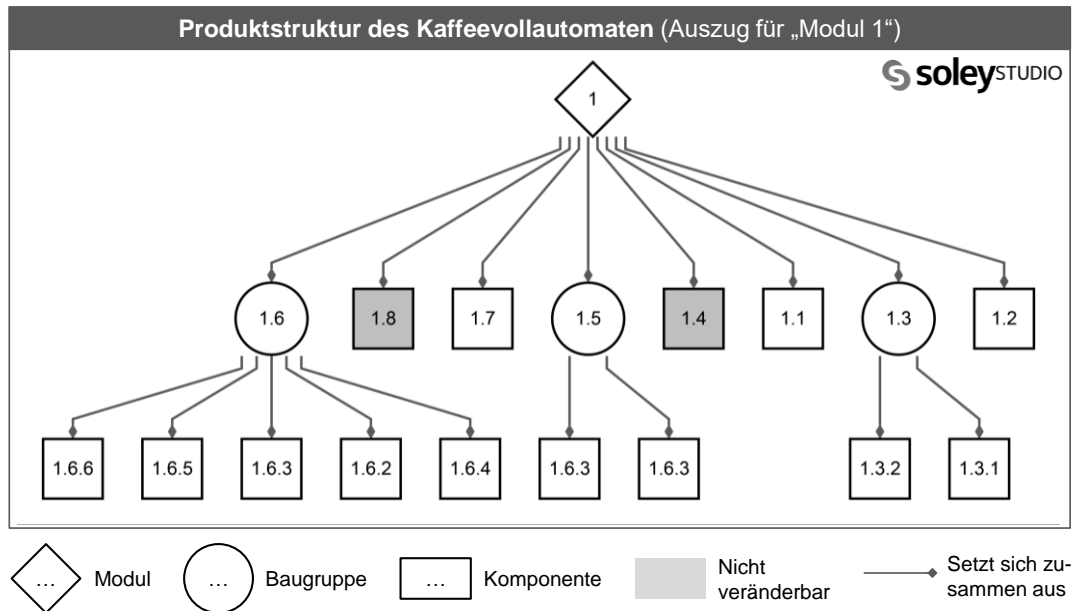 Produktstruktur des Kaffeevollautomaten (Auszug für „Modul 1“)
soleySTUDIO
1
1.6 1.8 1.7 1.5 1.4 1.1 1.3 1.2
1.6.6 1.6.5 1.6.3 1.6.2 1.6.4 1.6.3 1.6.3 1.3.2 1.3.1
... Modul ... Baugruppe ... Komponente Nicht veränderbar Setzt sich zu-
sammen aus